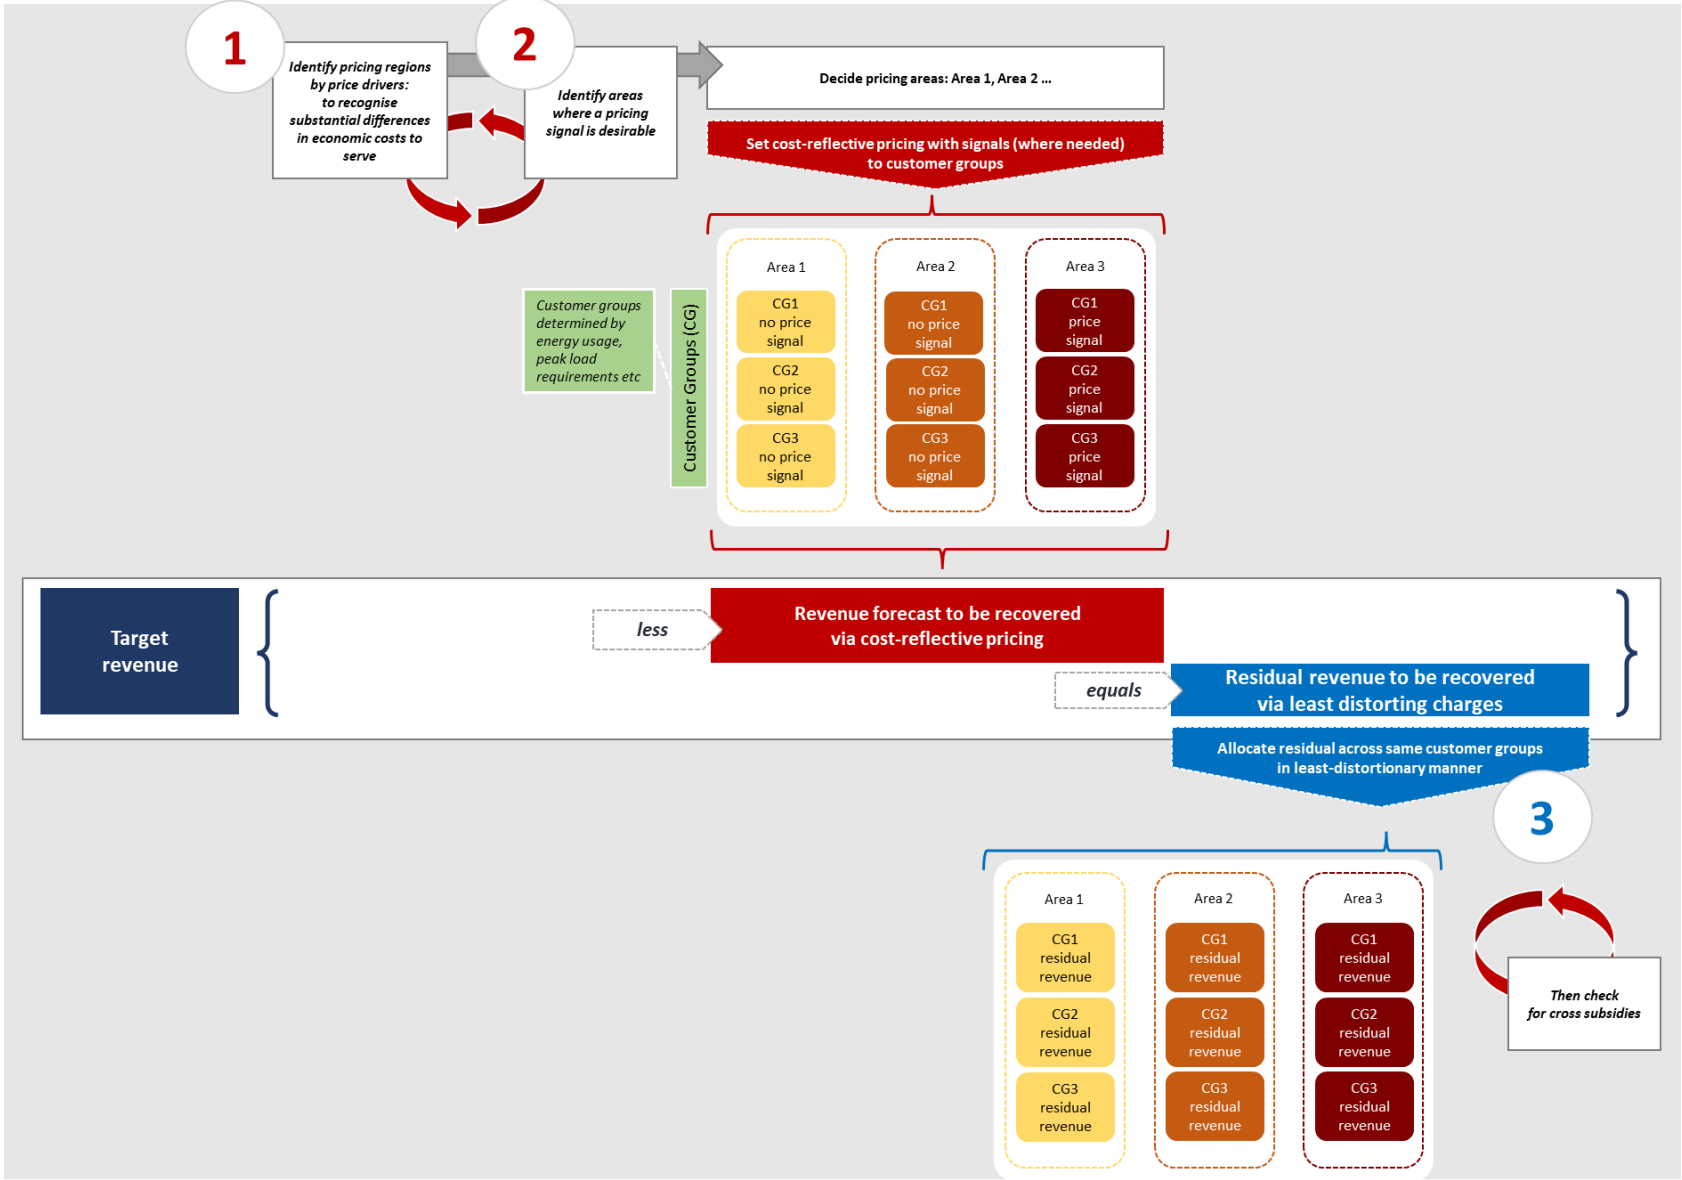 1
Identify pricing regions
by price drivers:
to recognise
substantial differences
in economic costs to
serve
2
Identify areas
where a pricing
signal is desirable
Decide pricing areas: Area 1, Area 2 ...
Set cost-reflective pricing with signals (where needed)
to customer groups
Customer groups
determined by
energy usage,
peak load
requirements etc
Customer Groups (CG)
Area 1
CG1
no price
signal
CG2
no price
signal
CG3
no price
signal
Area 2
CG1
no price
signal
CG2
no price
signal
CG3
no price
signal
Area 3
CG1
price
signal
CG2
price
signal
CG3
price
signal
Target
revenue
less
Revenue forecast to be recovered
via cost-reflective pricing
equals
Residual revenue to be recovered
via least distorting charges
Allocate residual across same customer groups
in least-distortionary manner
3
Area 1
CG1
residual
revenue
CG2
residual
revenue
CG3
residual
revenue
Area 2
CG1
residual
revenue
CG2
residual
revenue
CG3
residual
revenue
Area 3
CG1
residual
revenue
CG2
residual
revenue
CG3
residual
revenue
Then check
for cross subsidies